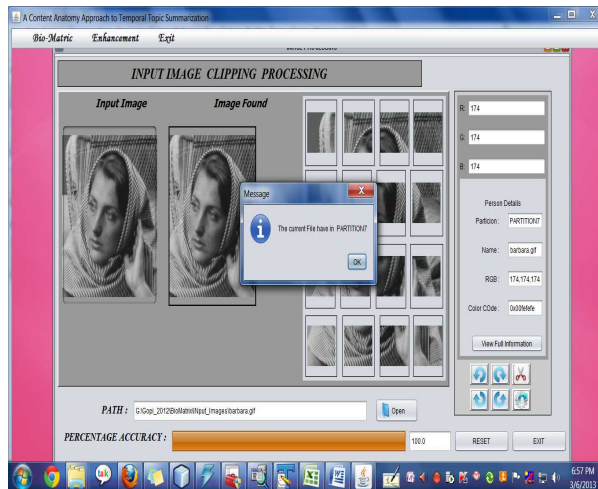 A Content Anatomy Approach to Temporal Topic Summarization
Bio-Matric Enhancement Exit
INPUT IMAGE CLIPPING PROCESSING
Input Image Image Found
R: 174
G: 174
B: 174
Message
The current File have in PARTITION7
OK
Person Details
Particion : PARTITION7
Name : barbara.gif
RGB : 174,174,174
Color COde : 0x00fefefe
View Full Information
PATH : G:\Gopi_2012\BioMatrix\INput_Images\barbara.gif Open
PERCENTAGE ACCURACY : 100.0 RESET EXIT
talk
6:57 PM
3/6/2013